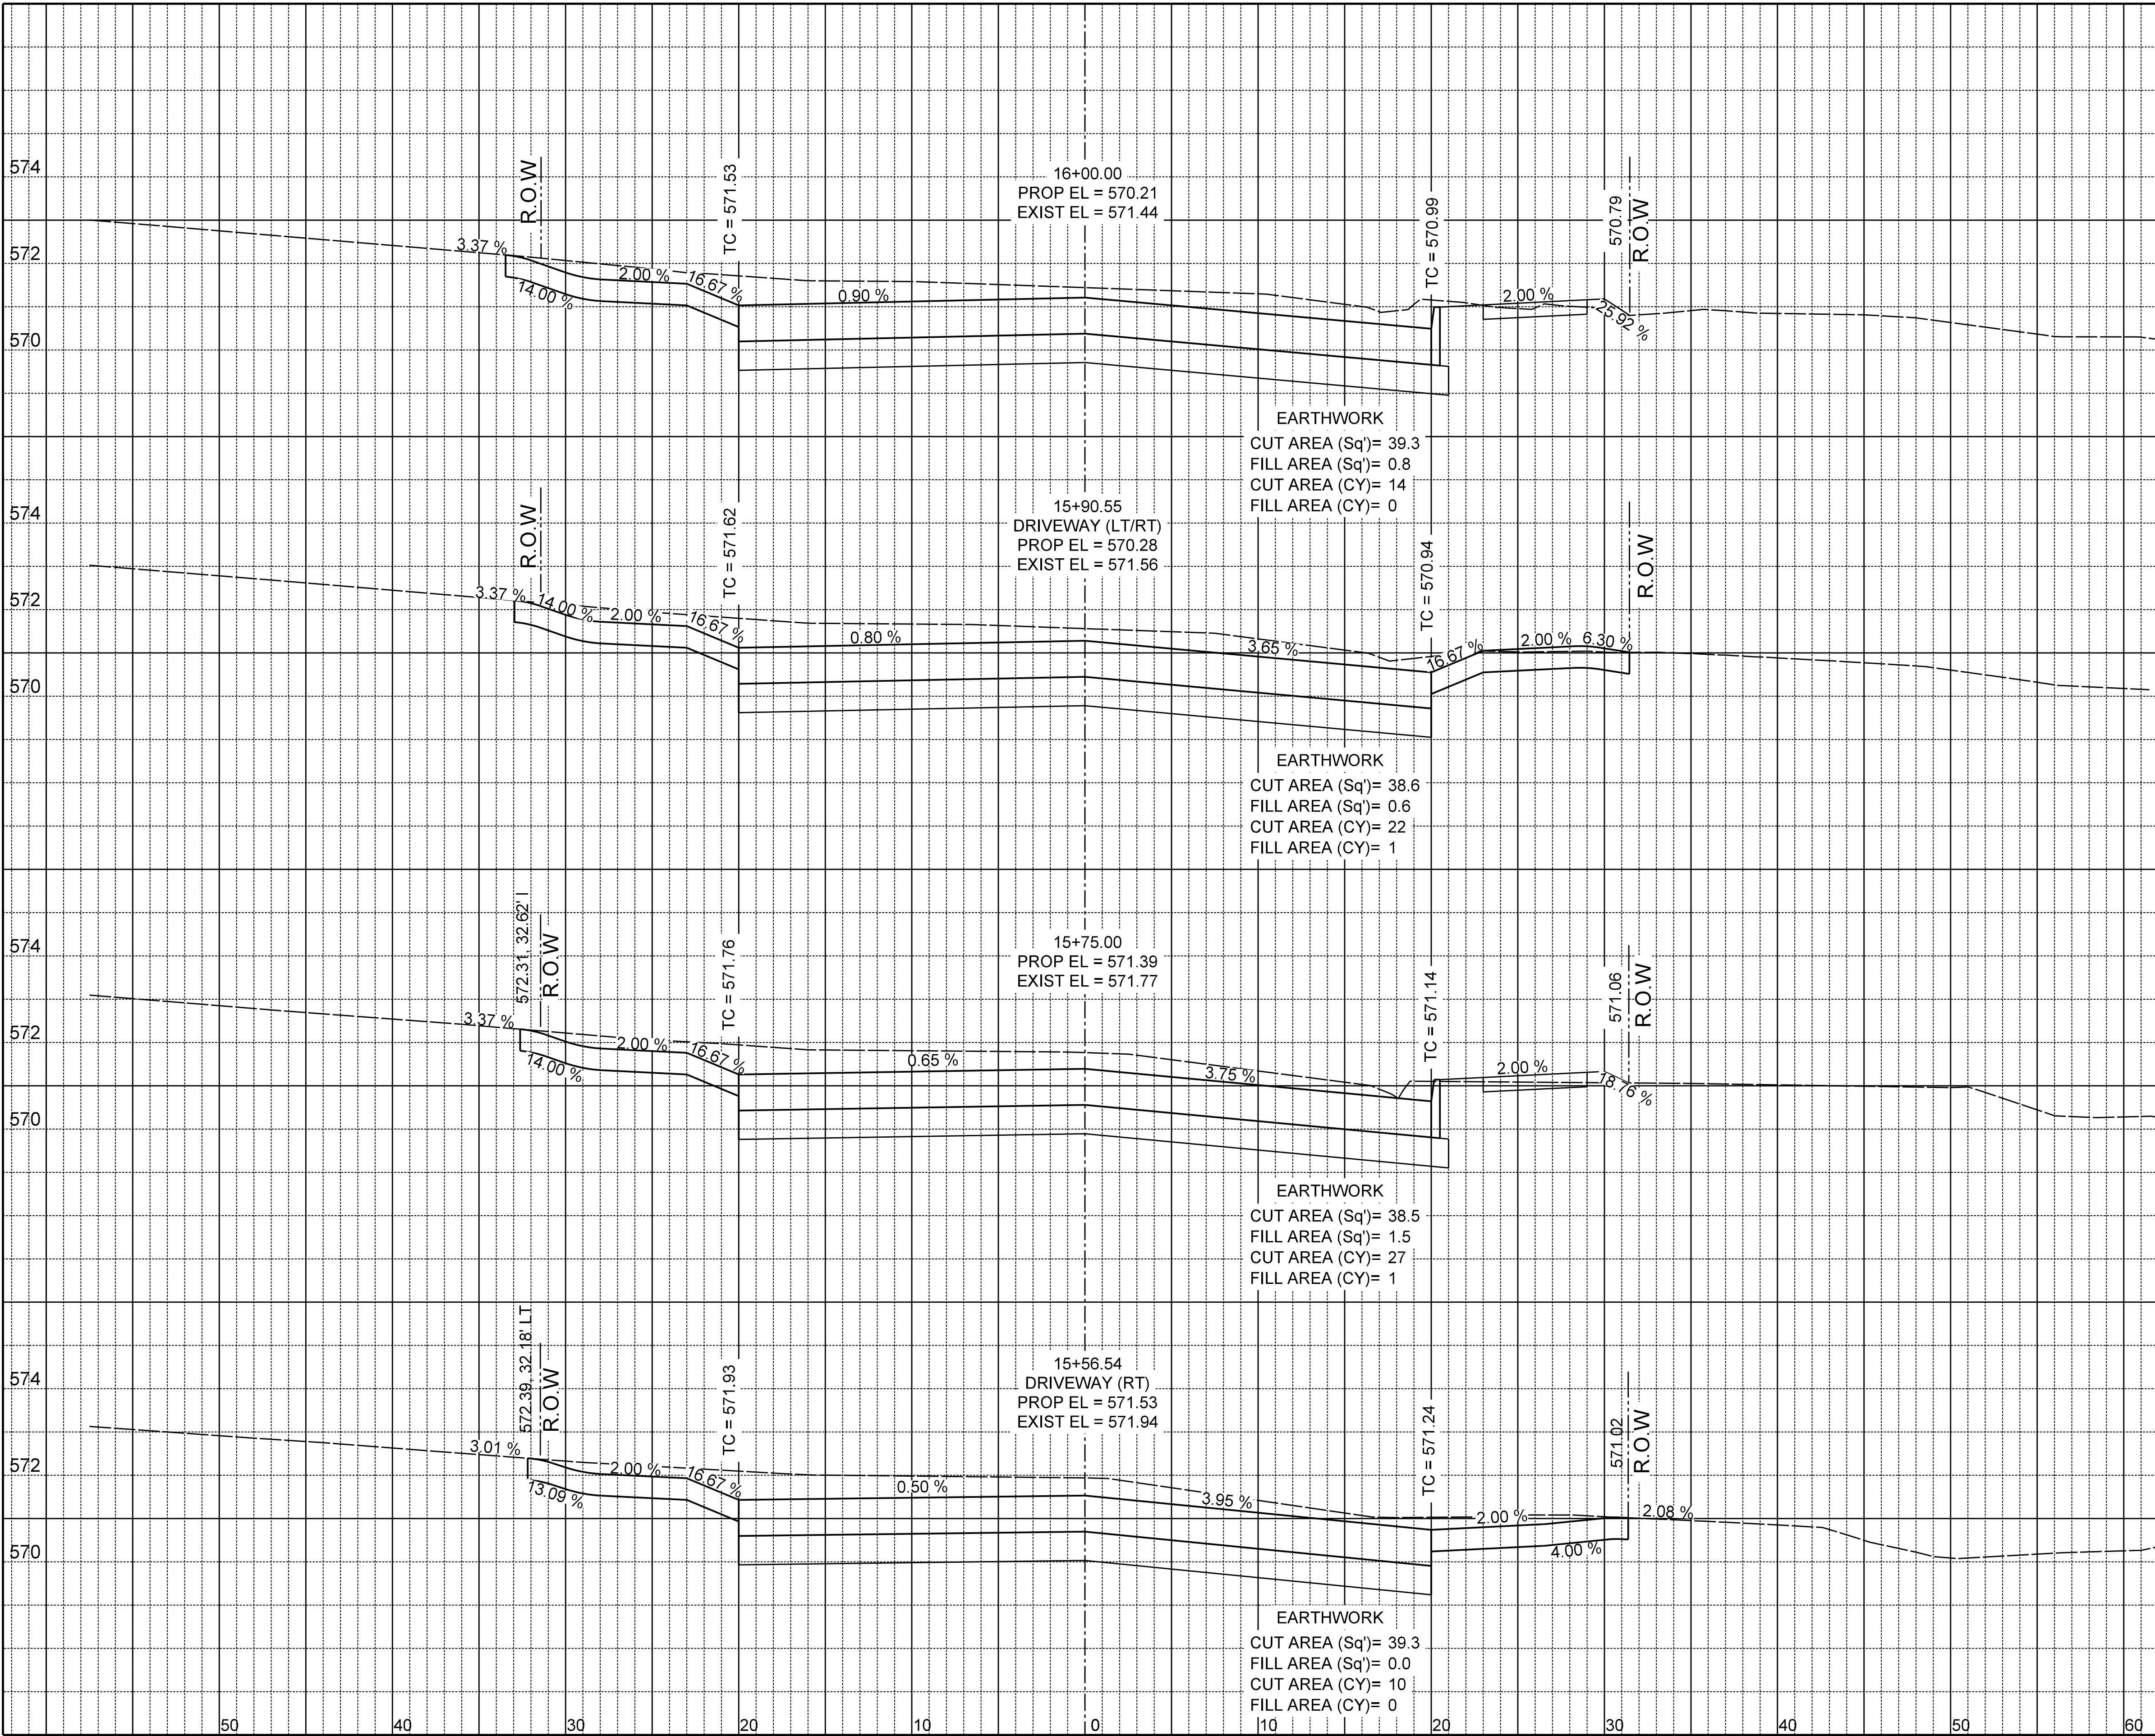 574
R.O.W
TC = 571.53
16+00.00
PROP EL = 570.21
EXIST EL = 571.44
TC = 570.99
570.79
R.O.W
572
3.37 %
14.00 %
2.00 %
16.67 %
0.90 %
2.00 %
25.92 %
570
EARTHWORK
CUT AREA (Sq')= 39.3
FILL AREA (Sq')= 0.8
CUT AREA (CY)= 14
FILL AREA (CY)= 0
574
R.O.W
TC = 571.62
15+90.55
DRIVEWAY (LT/RT)
PROP EL = 570.28
EXIST EL = 571.56
TC = 570.94
R.O.W
572
3.37 %
14.00 %
2.00 %
16.67 %
0.80 %
3.65 %
16.67 %
2.00 %
6.30 %
570
EARTHWORK
CUT AREA (Sq')= 38.6
FILL AREA (Sq')= 0.6
CUT AREA (CY)= 22
FILL AREA (CY)= 1
574
572.31, 32.62'
R.O.W
TC = 571.76
15+75.00
PROP EL = 571.39
EXIST EL = 571.77
TC = 571.14
571.06
R.O.W
572
3.37 %
14.00 %
2.00 %
16.67 %
0.65 %
3.75 %
2.00 %
18.76 %
570
EARTHWORK
CUT AREA (Sq')= 38.5
FILL AREA (Sq')= 1.5
CUT AREA (CY)= 27
FILL AREA (CY)= 1
574
572.39, 32.18' LT
R.O.W
TC = 571.93
15+56.54
DRIVEWAY (RT)
PROP EL = 571.53
EXIST EL = 571.94
TC = 571.24
571.02
R.O.W
572
3.01 %
13.09 %
2.00 %
16.67 %
0.50 %
3.95 %
2.00 %
4.00 %
2.08 %
570
EARTHWORK
CUT AREA (Sq')= 39.3
FILL AREA (Sq')= 0.0
CUT AREA (CY)= 10
FILL AREA (CY)= 0
50 40 30 20 10 0 10 20 30 40 50 60